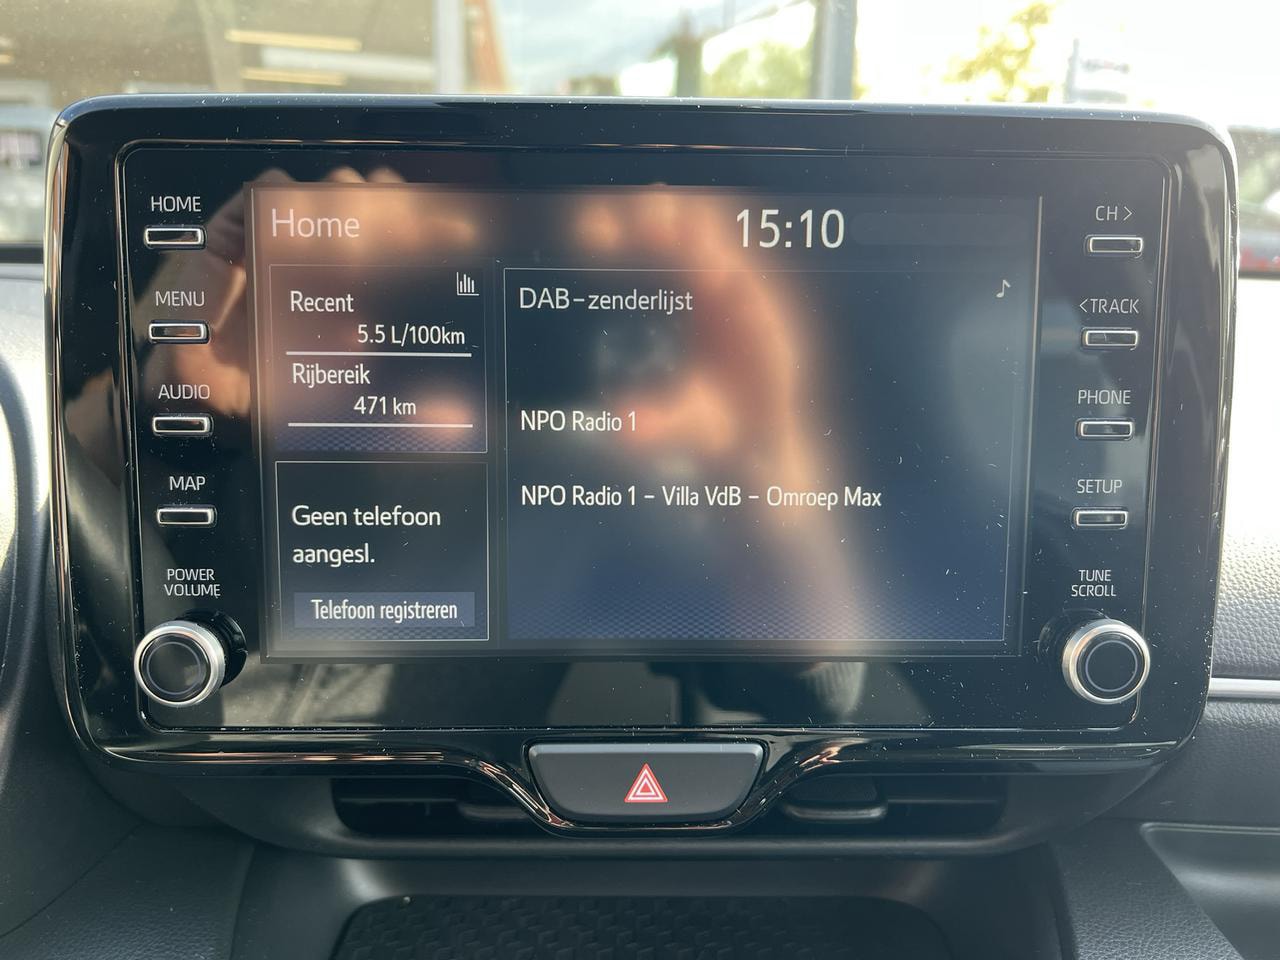 HOME
MENU
AUDIO
MAP
POWER
VOLUME
Home
15:10
Recent
5.5 L/100km
Rijbereik
471 km
Geen telefoon
aangesl.
Telefoon registreren
DAB-zenderlijst
NPO Radio 1
NPO Radio 1 - Villa VdB - Omroep Max
CH >
<TRACK
PHONE
SETUP
TUNE
SCROLL